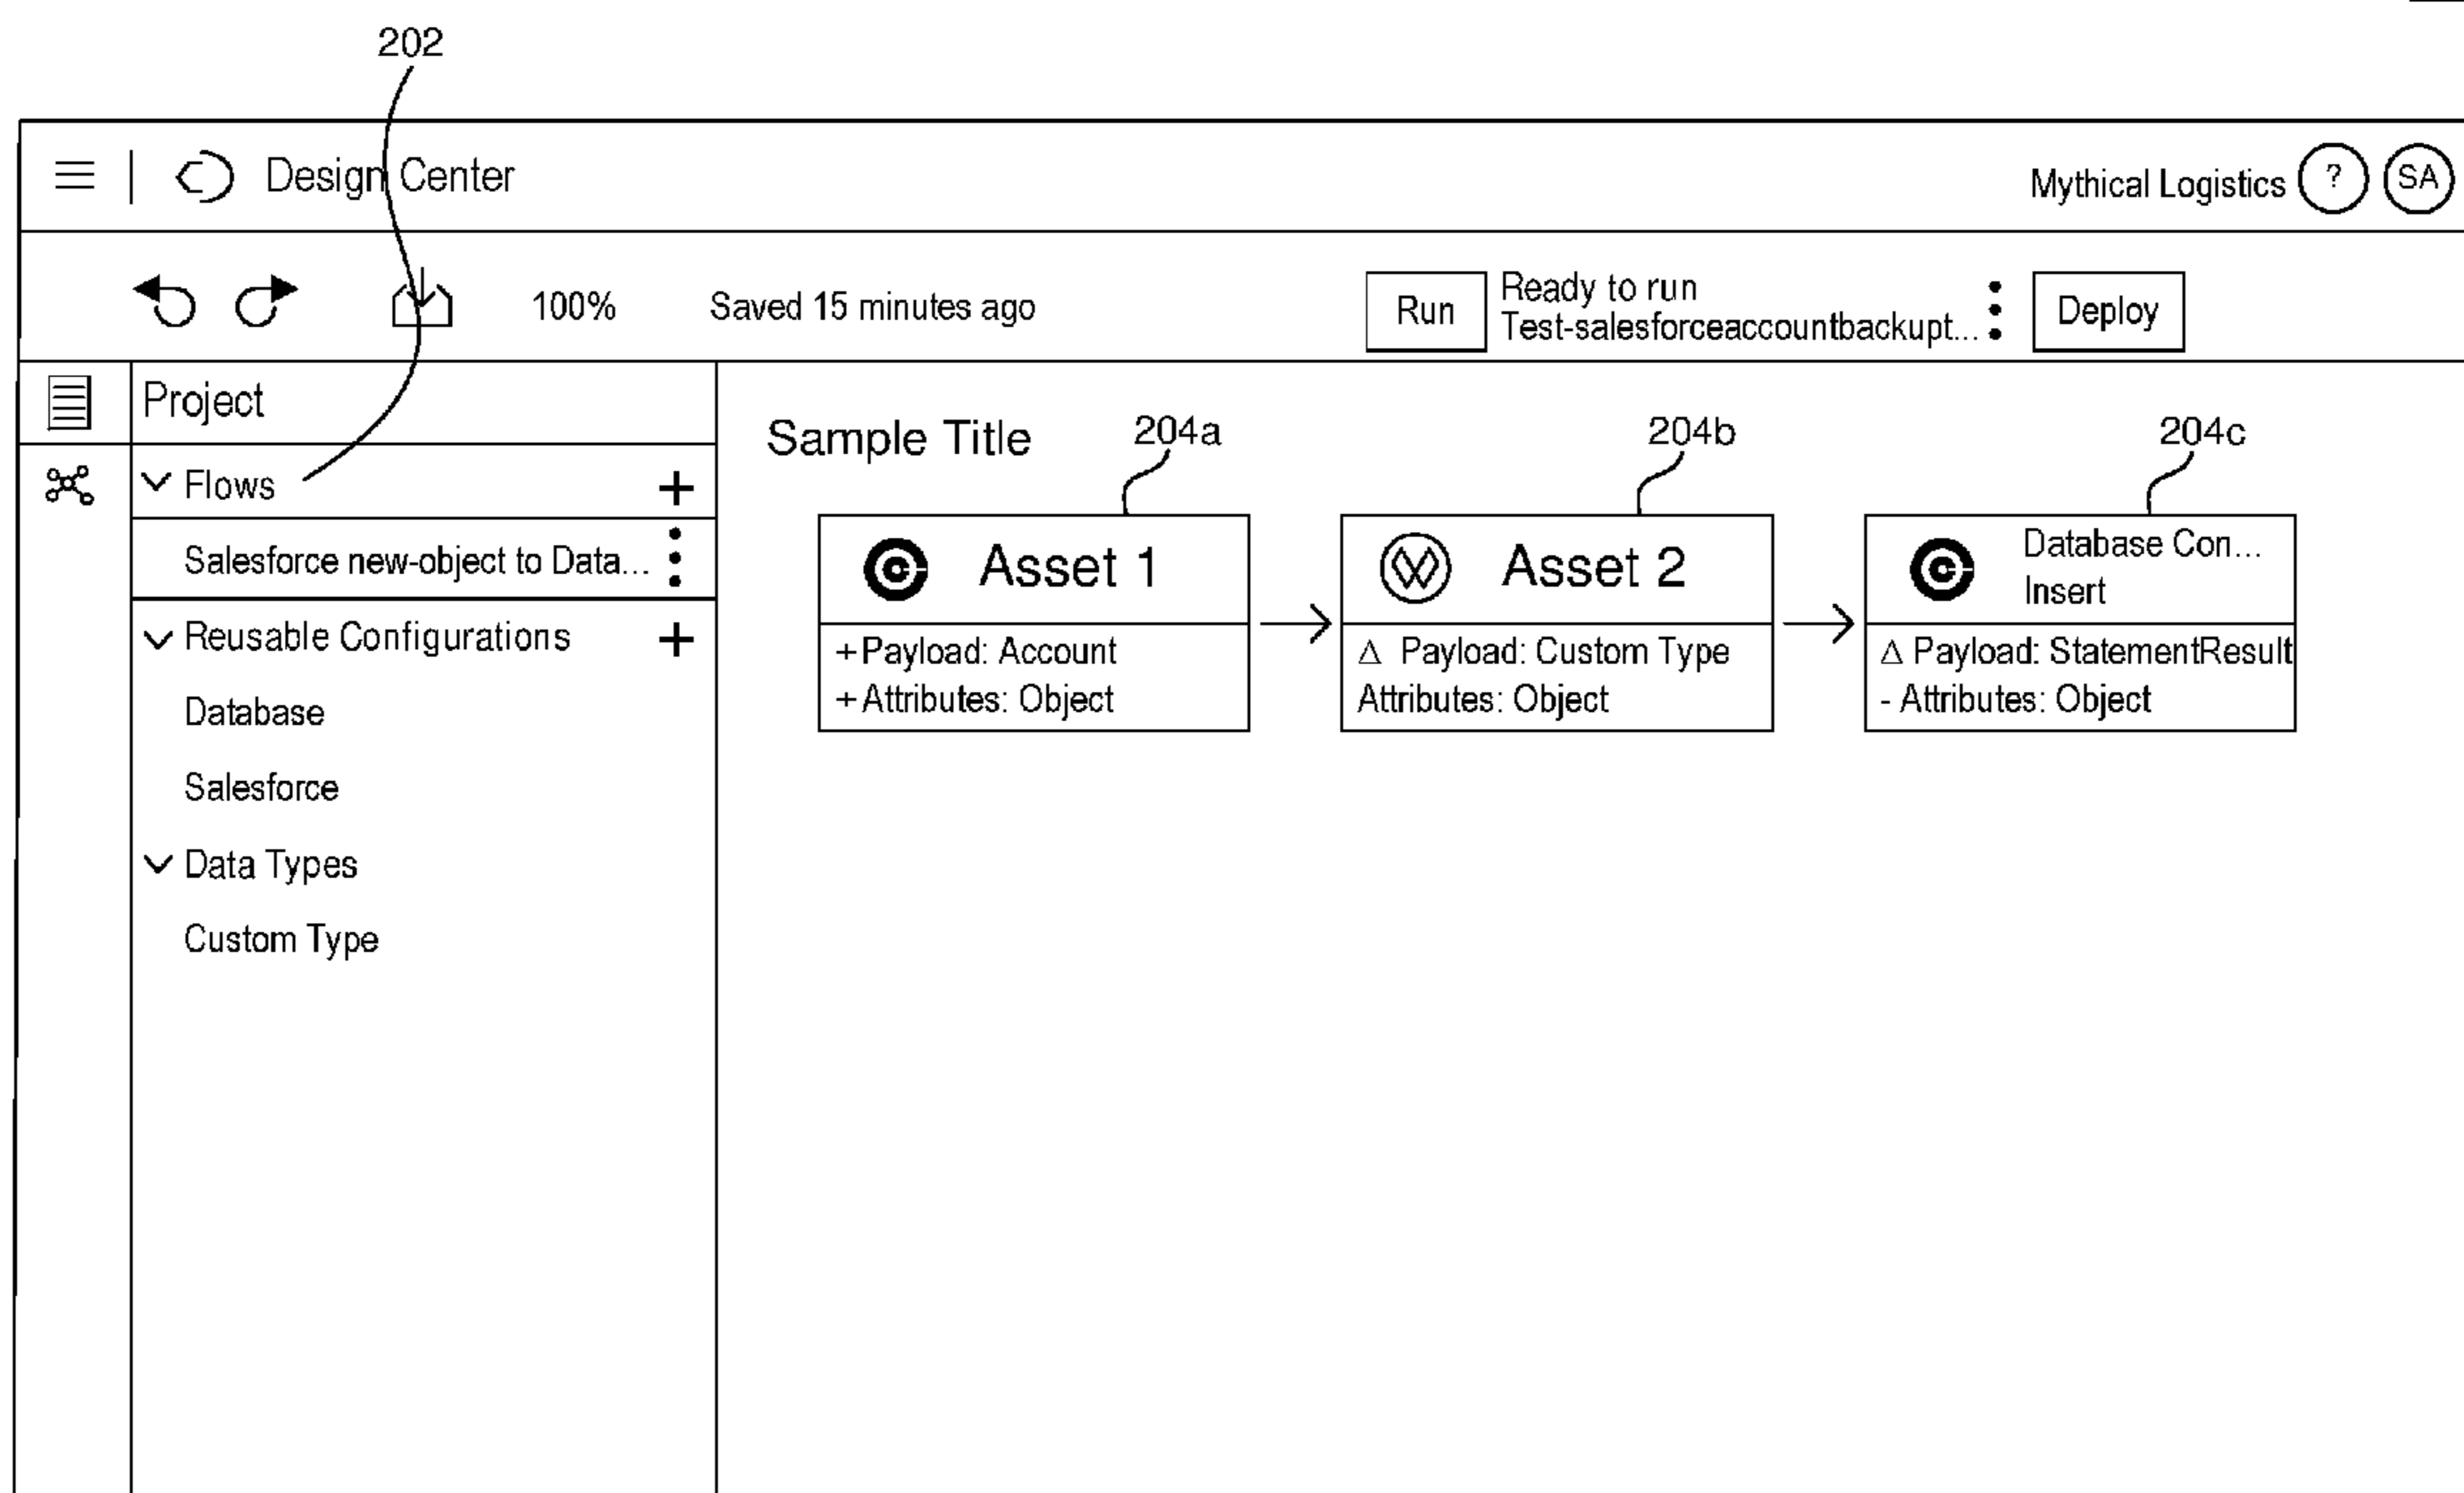 202
Design Center
Mythical Logistics ? SA
100%
Saved 15 minutes ago
Run
Ready to run
Test-salesforceaccountbackupt...
Deploy
Project
Flows +
Salesforce new-object to Data...
Reusable Configurations +
Database
Salesforce
Data Types
Custom Type
Sample Title
204a
Asset 1
+Payload: Account
+Attributes: Object
204b
Asset 2
Δ Payload: Custom Type
Attributes: Object
204c
Database Con...
Insert
Δ Payload: StatementResult
- Attributes: Object